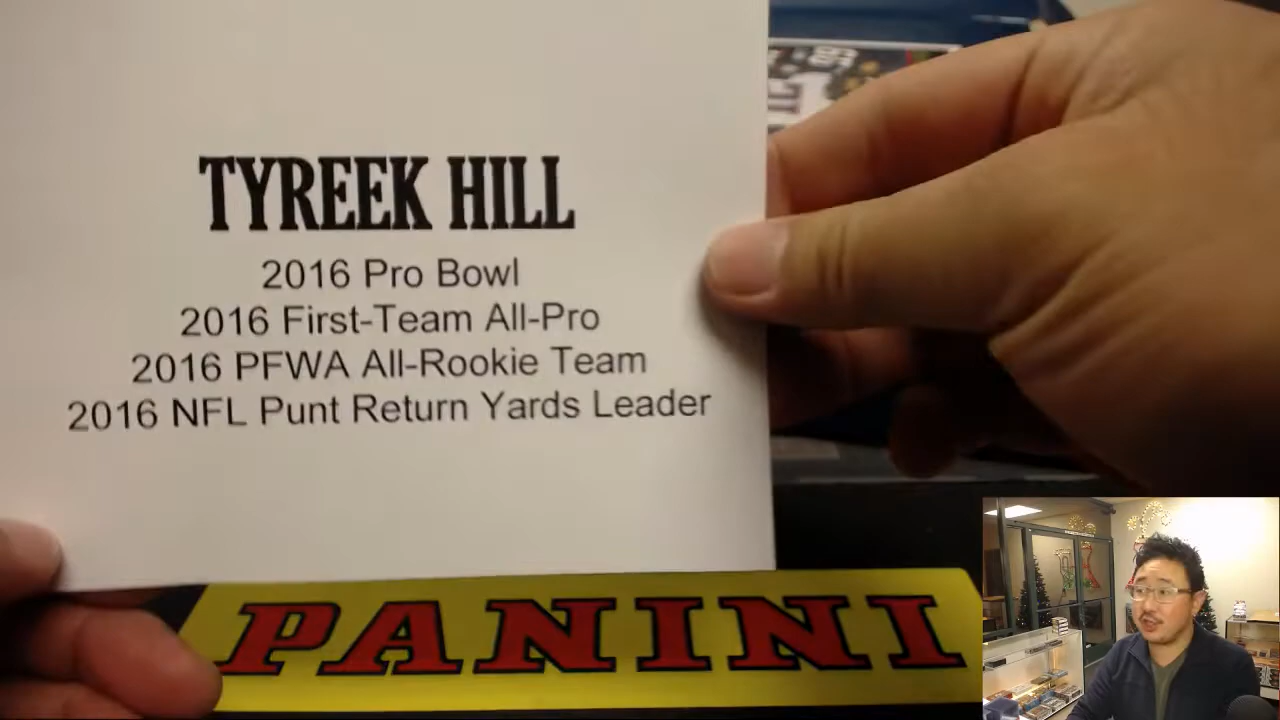 TYREEK HILL
2016 Pro Bowl
2016 First-Team All-Pro
2016 PFWA All-Rookie Team
2016 NFL Punt Return Yards Leader
PANINI